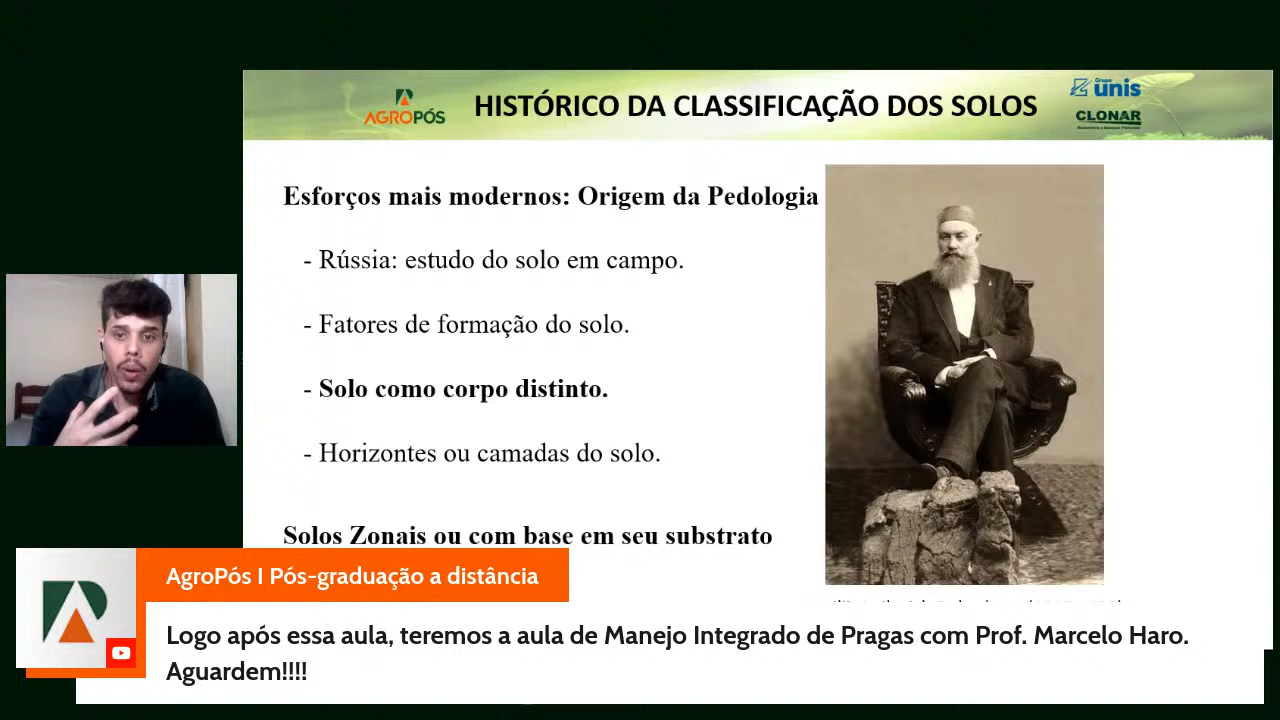 AGROPÓS
HISTÓRICO DA CLASSIFICAÇÃO DOS SOLOS
Grupo
unis
CLONAR
Esforços mais modernos: Origem da Pedologia
- Rússia: estudo do solo em campo.
- Fatores de formação do solo.
- Solo como corpo distinto.
- Horizontes ou camadas do solo.
Solos Zonais ou com base em seu substrato
AgroPós I Pós-graduação a distância
Logo após essa aula, teremos a aula de Manejo Integrado de Pragas com Prof. Marcelo Haro.
Aguardem!!!!